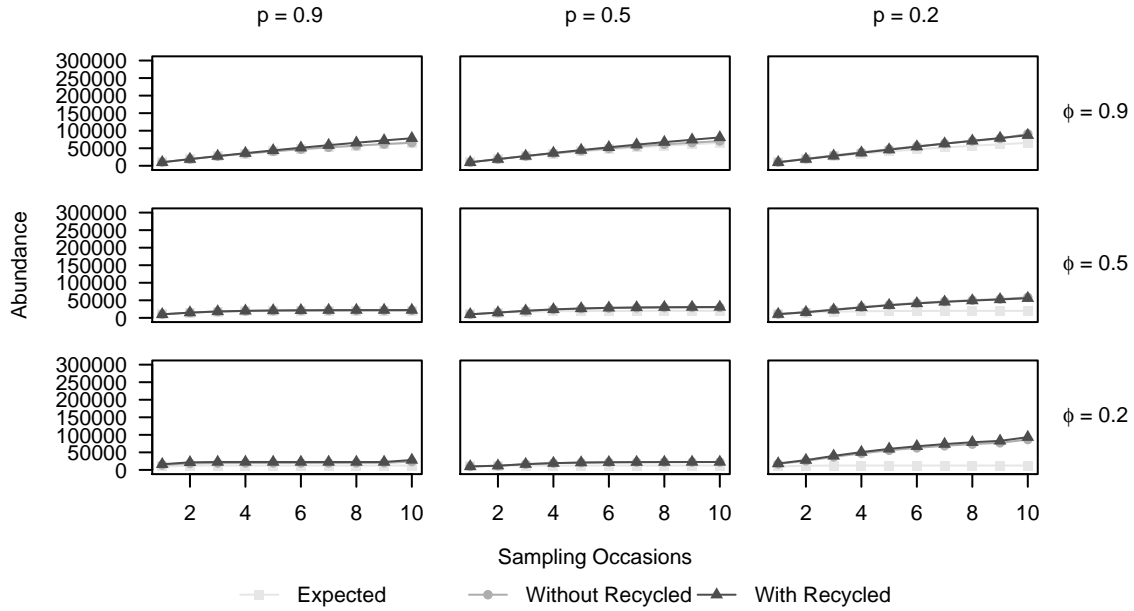 p = 0.9 p = 0.5 p = 0.2
300000
250000
200000
150000
100000
50000
0
ϕ = 0.9
300000
250000
200000
150000
100000
50000
0
ϕ = 0.5
300000
250000
200000
150000
100000
50000
0
ϕ = 0.2
Abundance
2 4 6 8 10 2 4 6 8 10 2 4 6 8 10
Sampling Occasions
Expected Without Recycled With Recycled